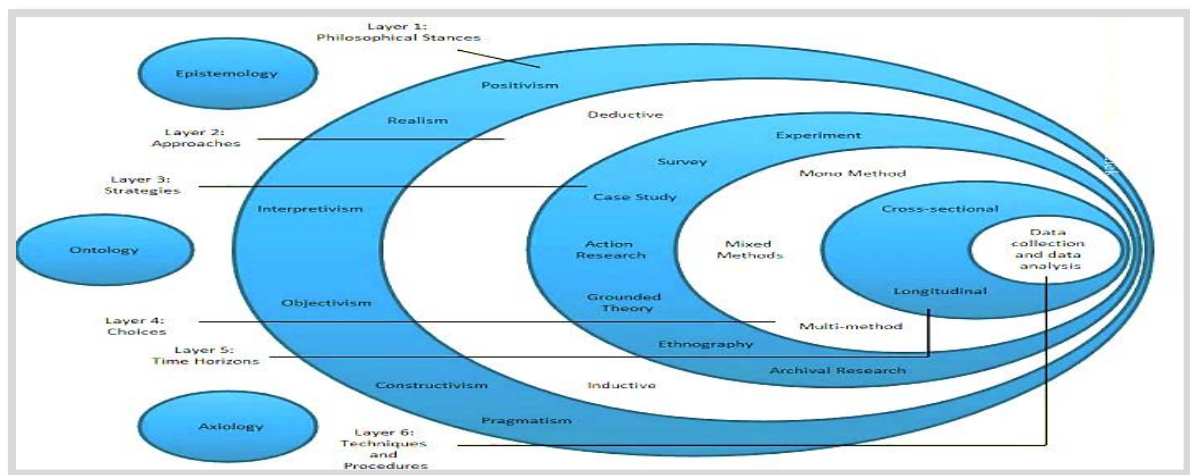 Layer 1:
Philosophical Stances
Epistemology
Positivism
Realism
Deductive
Layer 2:
Approaches
Experiment
Survey
Mono Method
Layer 3:
Strategies
Case Study
Interpretivism
Cross-sectional
Ontology
Action
Research
Mixed
Methods
Data
collection
and data
analysis
Longitudinal
Objectivism
Grounded
Theory
Layer 4:
Choices
Multi-method
Ethnography
Layer 5:
Time Horizons
Archival Research
Constructivism
Inductive
Axiology
Pragmatism
Layer 6:
Techniques
and
Procedures